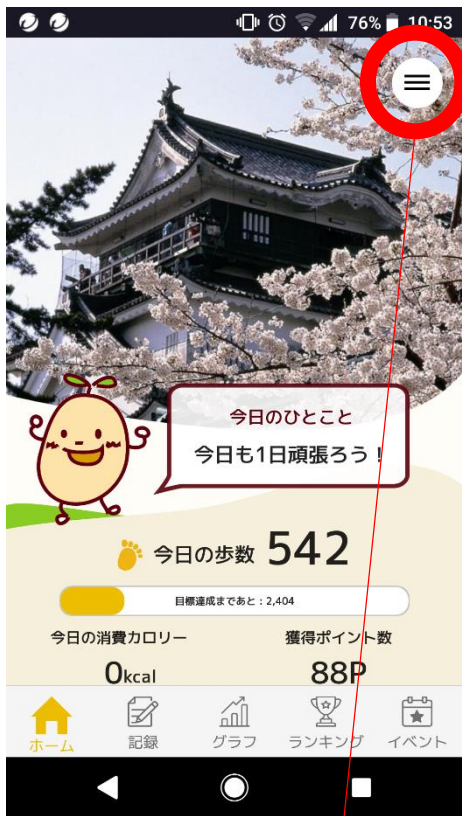 76% 10:53
今日のひとこと
今日も1日頑張ろう！
今日の歩数 542
目標達成まであと：2,404
今日の消費カロリー 獲得ポイント数
0kcal 88P
ホーム 記録 グラフ ランキング イベント